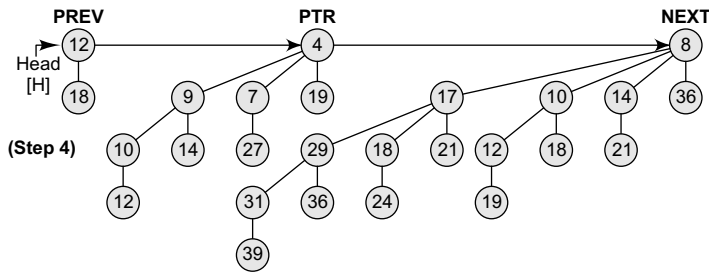 PREV PTR NEXT
12 4 8
Head
[H]
18 9 7 19 17 10 14 36
(Step 4) 10 14 27 29 18 21 12 18 21
12 31 36 24 19
39